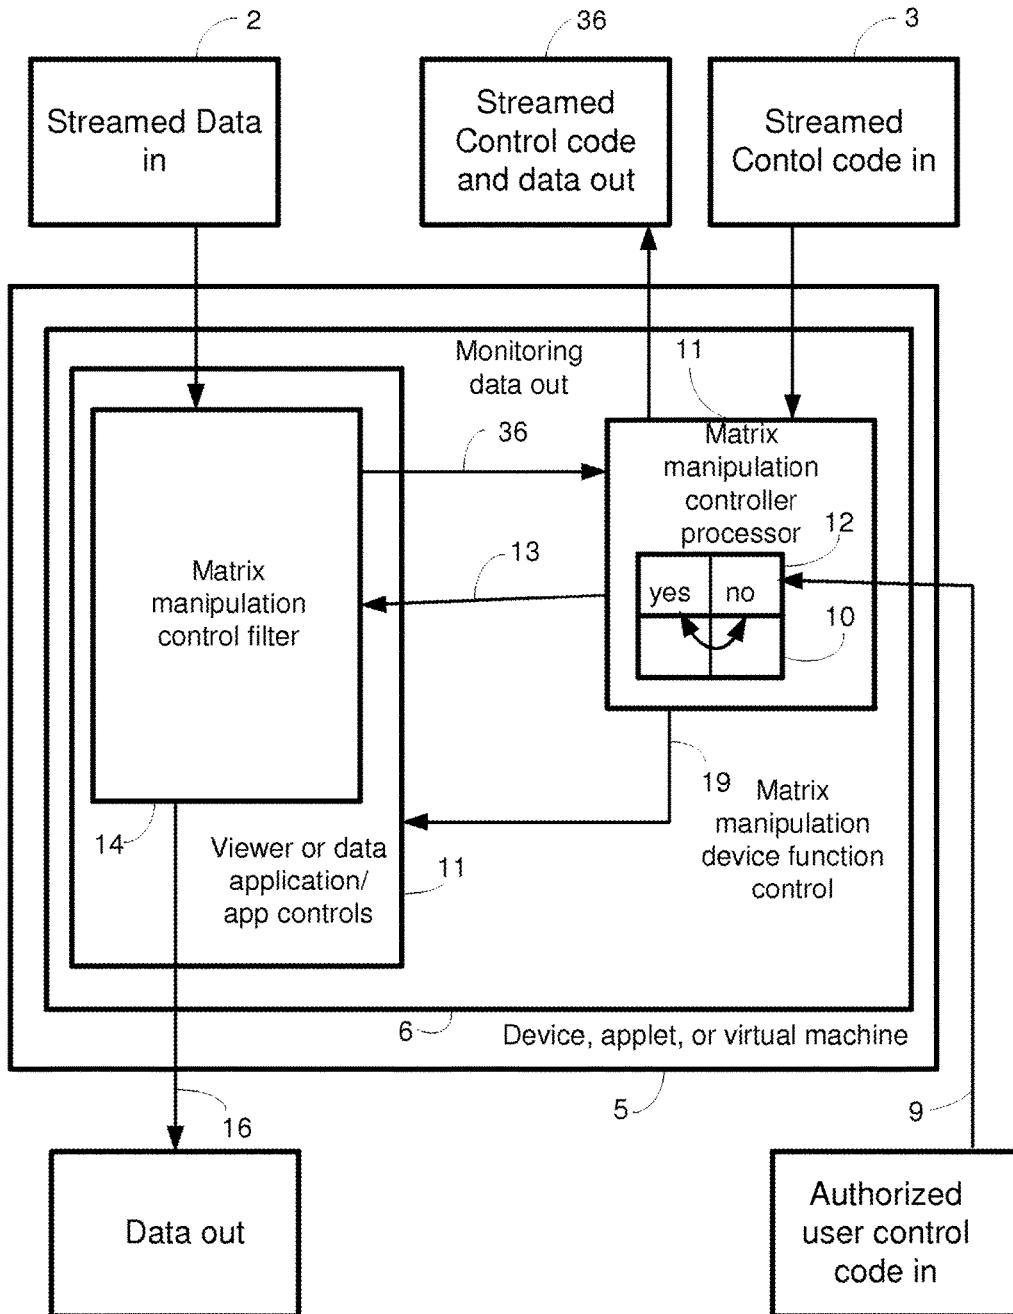 2
36
3
Streamed Data
in
Streamed
Control code
and data out
Streamed
Contol code in
Monitoring
data out
11
36
Matrix
manipulation
controller
processor
12
13
yes no
10
Matrix
manipulation
control filter
19
Matrix
manipulation
device function
control
14
Viewer or data
application/
app controls
11
6
Device, applet, or virtual machine
5
9
16
Data out
Authorized
user control
code in